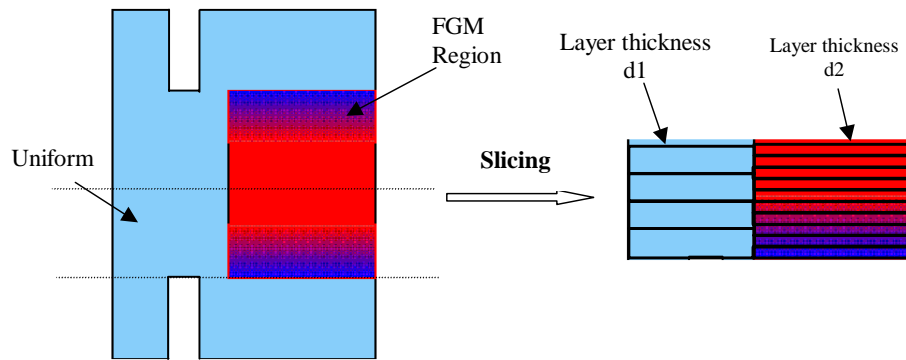 FGM
Region
Uniform
Slicing
Layer thickness
d1
Layer thickness
d2